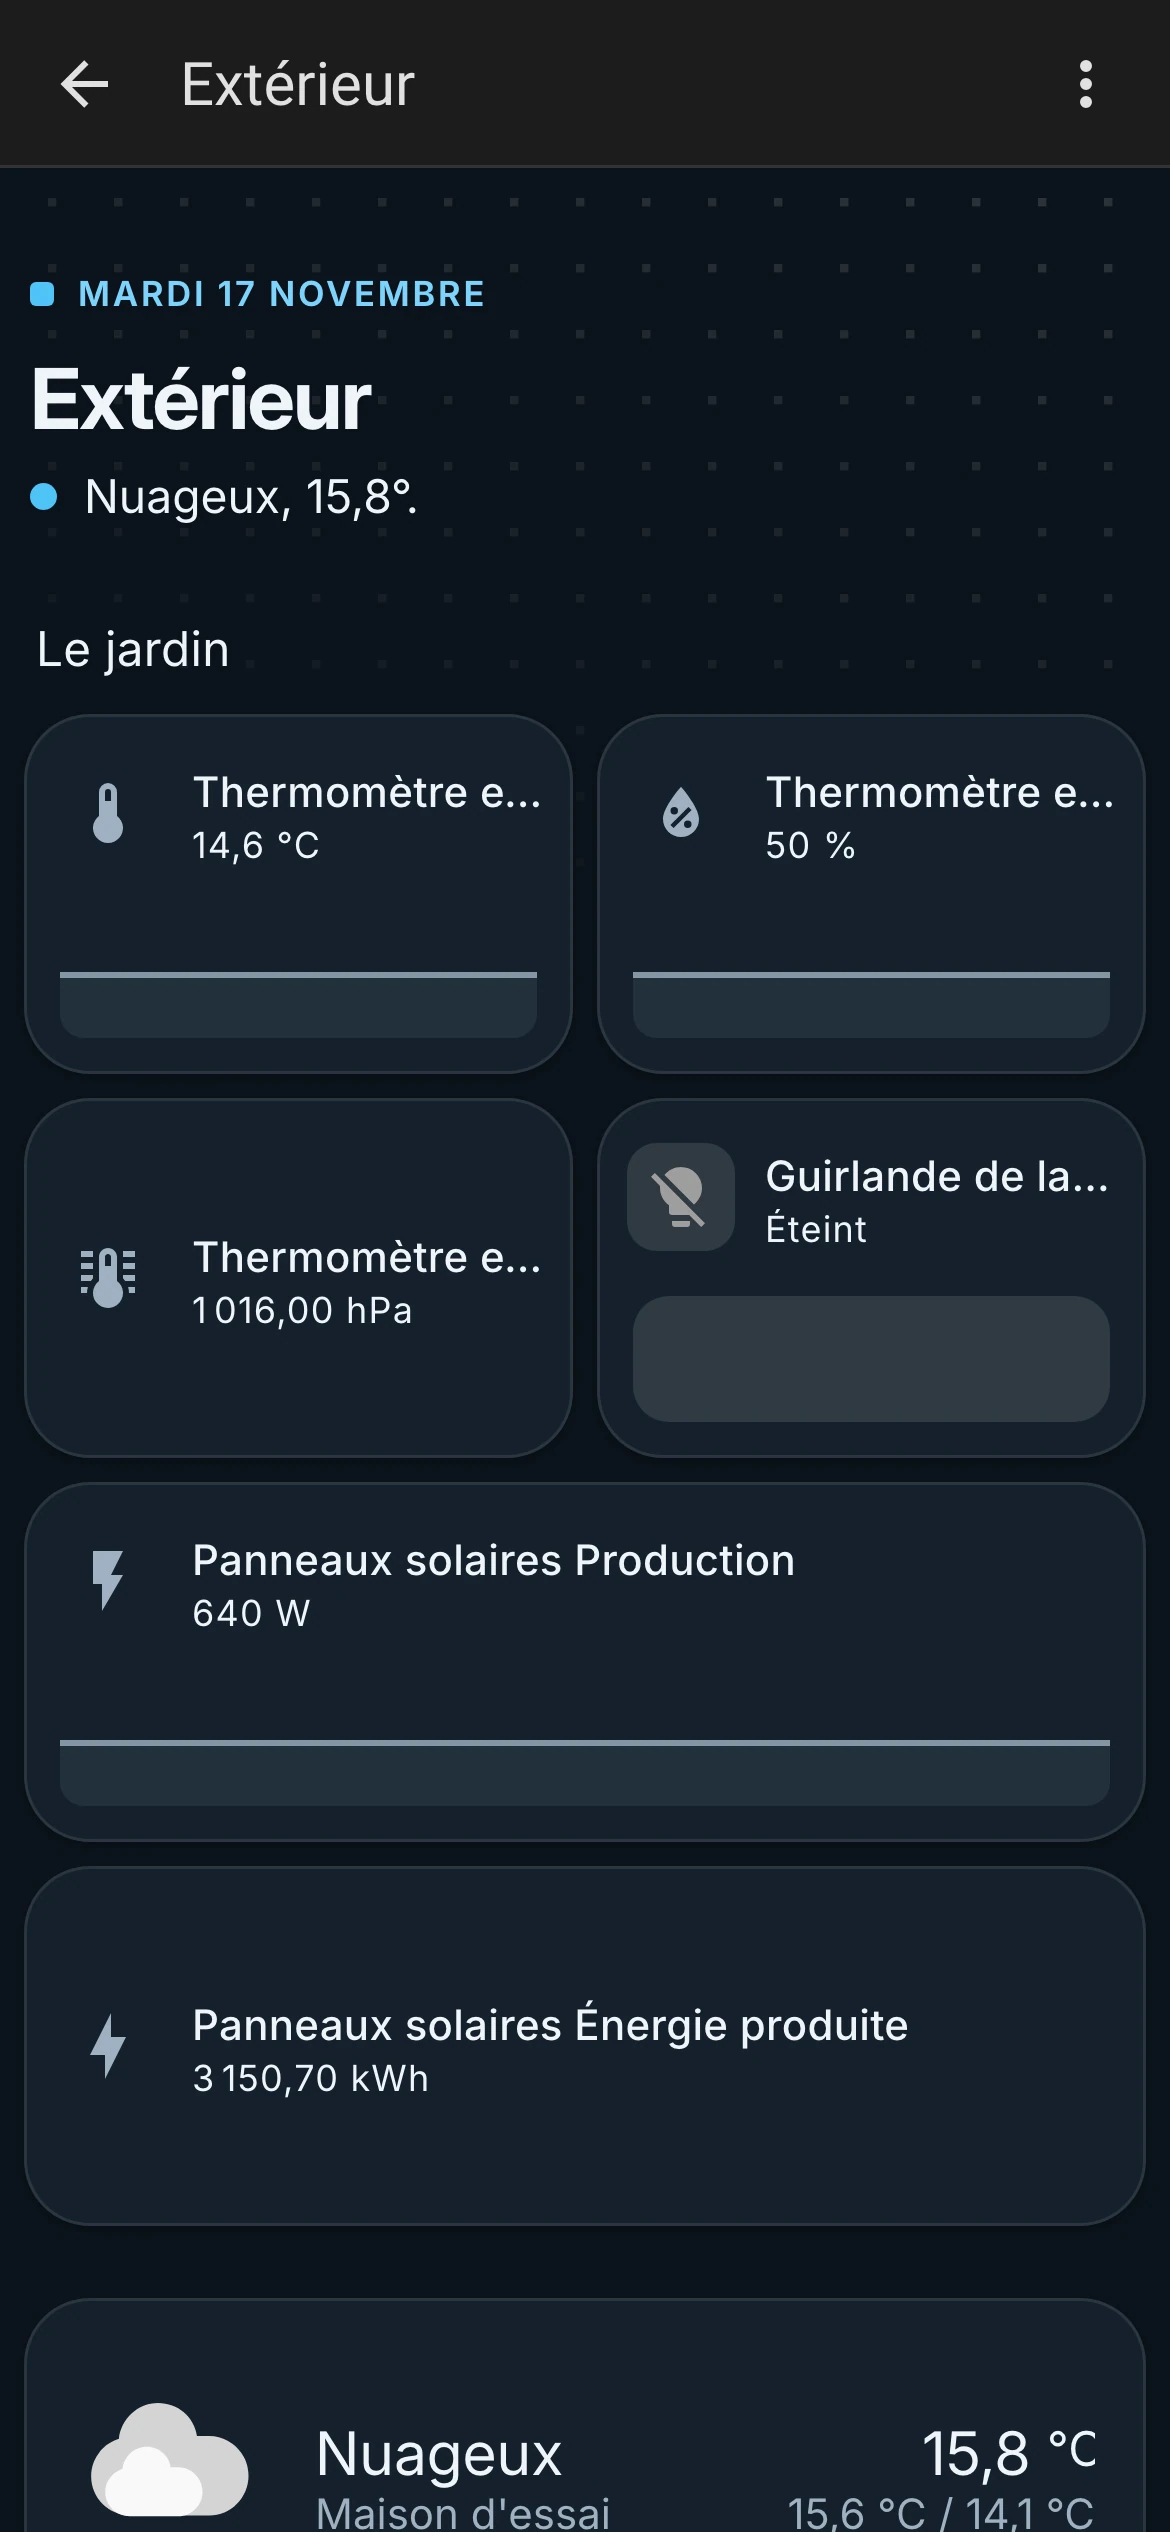 Extérieur
MARDI 17 NOVEMBRE
Extérieur
Nuageux, 15,8°.
Le jardin
Thermomètre e...
14,6 °C
Thermomètre e...
50 %
Thermomètre e...
1 016,00 hPa
Guirlande de la...
Éteint
Panneaux solaires Production
640 W
Panneaux solaires Énergie produite
3 150,70 kWh
Nuageux
15,8 °C
Maison d'essai
15,6 °C / 14,1 °C